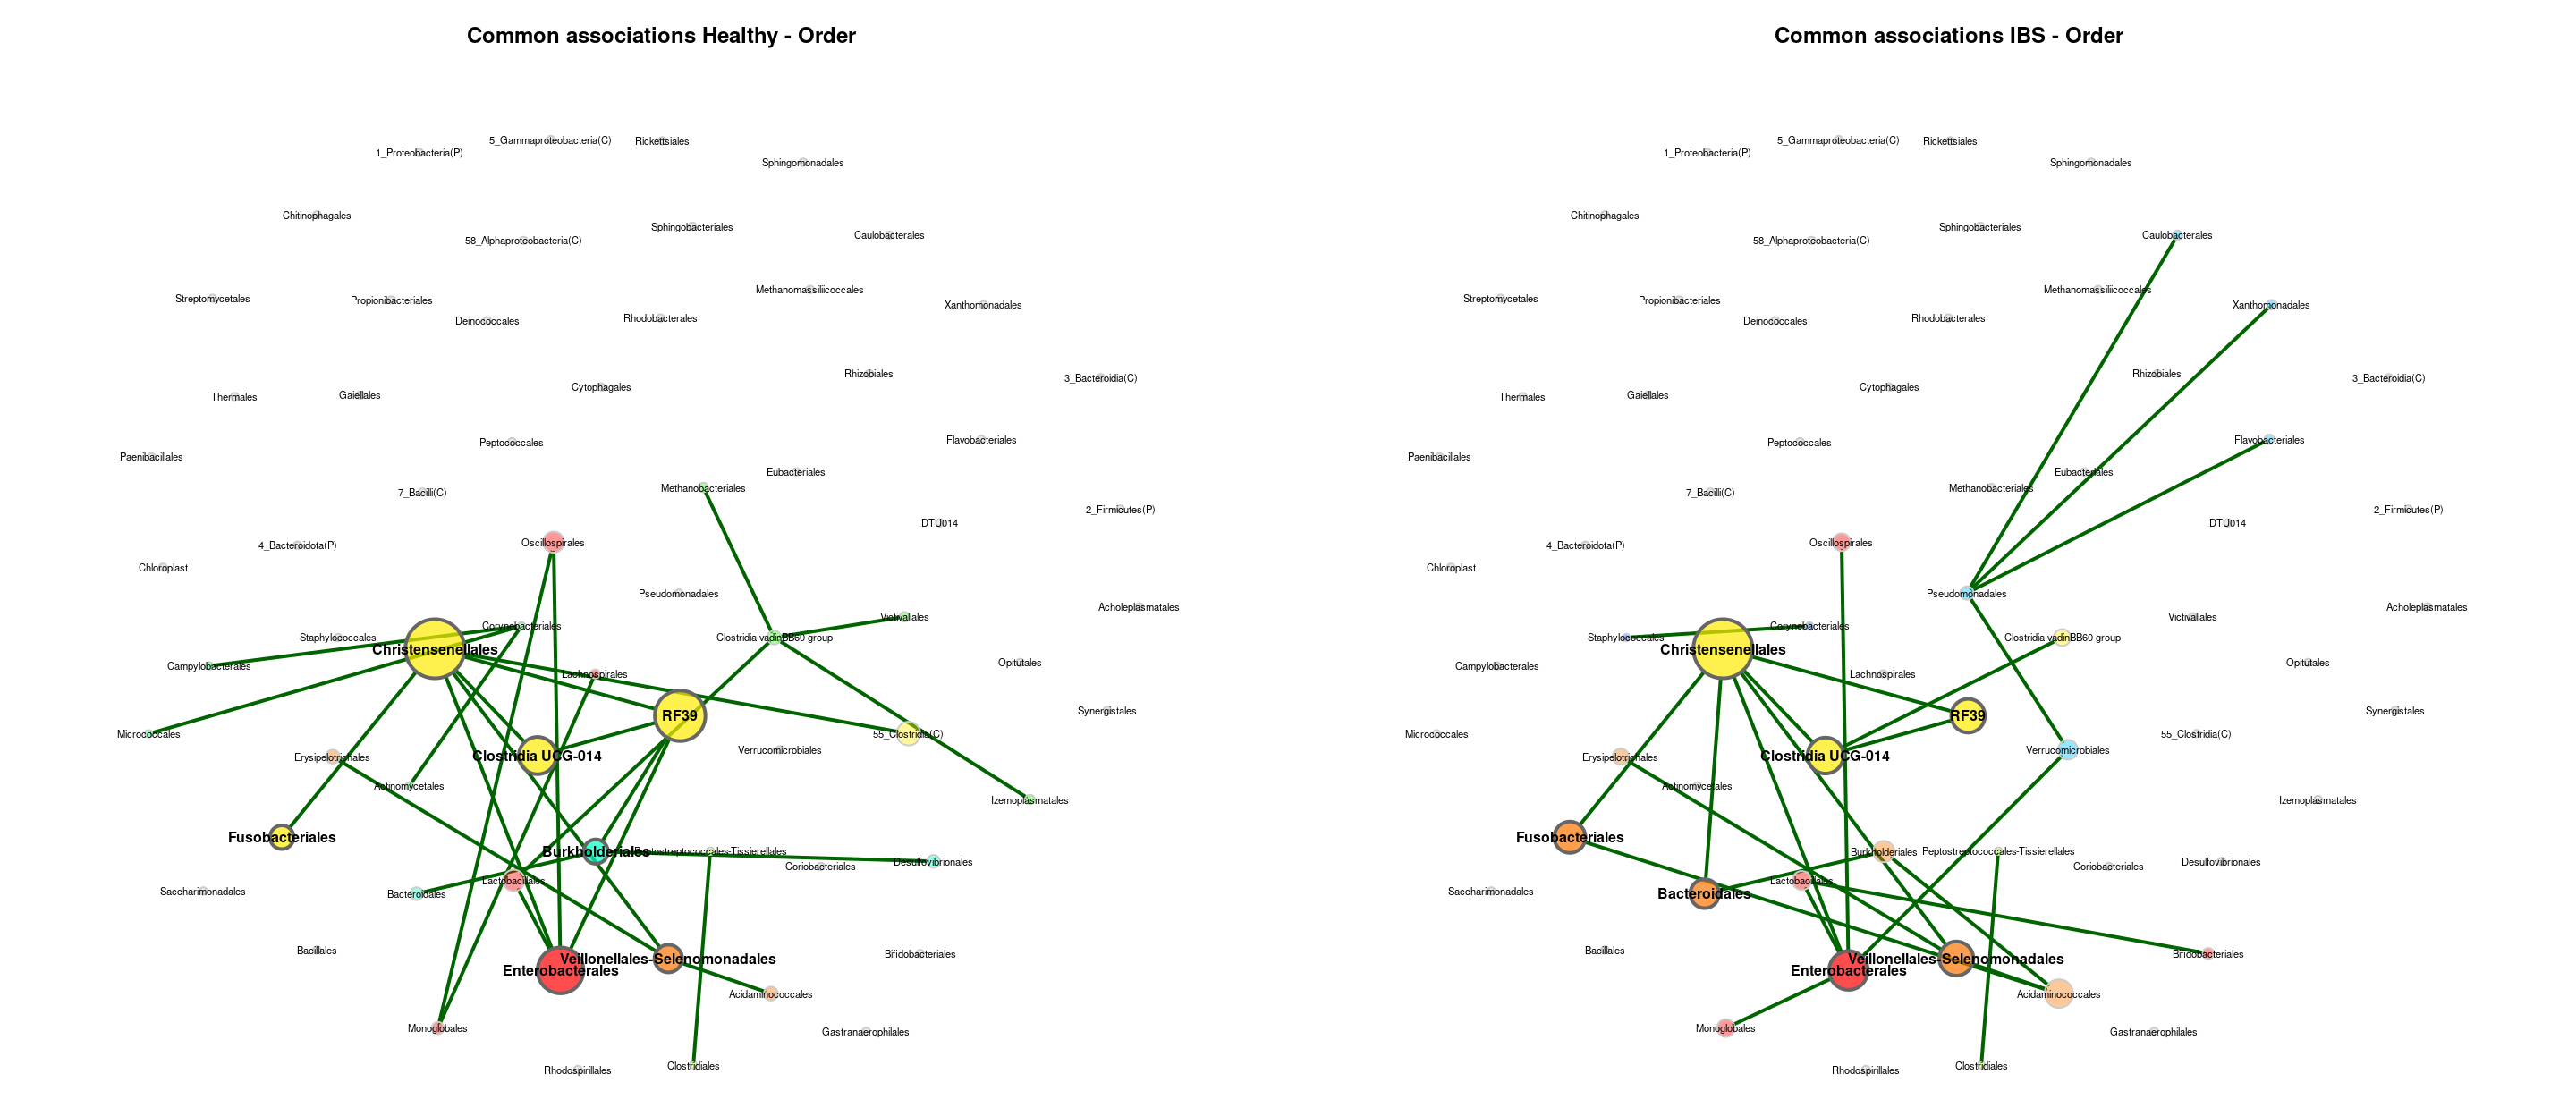 Common associations Healthy - Order
5_Gammaproteobacteria(C)
Rickettsiales
1_Proteobacteria(P)
Sphingomonadales
Chitinophagales
Sphingobacteriales
Caulobacterales
58_Alphaproteobacteria(C)
Methanomassiliicoccales
Streptomycetales
Propionibacteriales
Xanthomonadales
Deinococcales
Rhodobacterales
Rhizobiales
3_Bacteroidia(C)
Cytophagales
Thermales
Gaiellales
Peptococcales
Flavobacteriales
Paenibacillales
Eubacteriales
Methanobacteriales
7_Bacilli(C)
2_Firmicutes(P)
DTU014
Oscillospirales
4_Bacteroidota(P)
Chloroplast
Pseudomonadales
Acholeplasmatales
Victivallales
Corynebacteriales
Staphylococcales
Clostridia vadinBB60 group
Christensenellales
Opitutales
Campylobacterales
Lachnospirales
Synergistales
RF39
Micrococcales
55_Clostridia(C)
Verrucomicrobiales
Clostridia UCG-014
Erysipelotrichales
Actinomycetales
Izemoplasmatales
Fusobacteriales
Burkholderiales
Peptostreptococcales-Tissierellales
Desulfovibrionales
Coriobacteriales
Lactobacillales
Saccharimonadales
Bacteroidales
Bacillales
Bifidobacteriales
Veillonellales-Selenomonadales
Enterobacterales
Acidaminococcales
Monoglobales
Gastranaerophilales
Clostridiales
Rhodospirillales
Common associations IBS - Order
5_Gammaproteobacteria(C)
Rickettsiales
1_Proteobacteria(P)
Sphingomonadales
Chitinophagales
Sphingobacteriales
Caulobacterales
58_Alphaproteobacteria(C)
Methanomassiliicoccales
Streptomycetales
Propionibacteriales
Xanthomonadales
Deinococcales
Rhodobacterales
Rhizobiales
3_Bacteroidia(C)
Cytophagales
Thermales
Gaiellales
Peptococcales
Flavobacteriales
Paenibacillales
Eubacteriales
Methanobacteriales
7_Bacilli(C)
2_Firmicutes(P)
DTU014
Oscillospirales
4_Bacteroidota(P)
Chloroplast
Pseudomonadales
Acholeplasmatales
Victivallales
Corynebacteriales
Staphylococcales
Clostridia vadinBB60 group
Christensenellales
Opitutales
Campylobacterales
Lachnospirales
Synergistales
RF39
Micrococcales
55_Clostridia(C)
Verrucomicrobiales
Clostridia UCG-014
Erysipelotrichales
Actinomycetales
Izemoplasmatales
Fusobacteriales
Burkholderiales
Peptostreptococcales-Tissierellales
Desulfovibrionales
Coriobacteriales
Lactobacillales
Saccharimonadales
Bacteroidales
Bacillales
Bifidobacteriales
Veillonellales-Selenomonadales
Enterobacterales
Acidaminococcales
Monoglobales
Gastranaerophilales
Clostridiales
Rhodospirillales